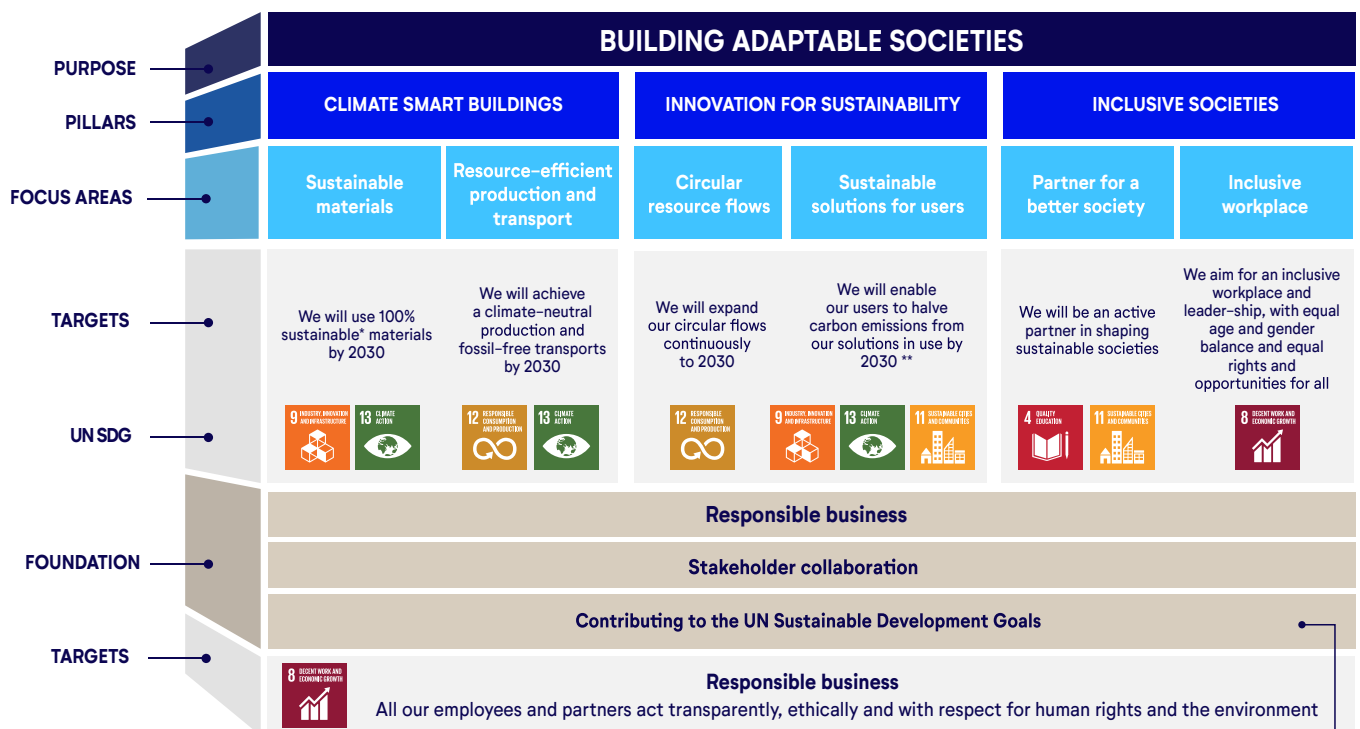 BUILDING ADAPTABLE SOCIETIES
PURPOSE
PILLARS
CLIMATE SMART BUILDINGS
INNOVATION FOR SUSTAINABILITY
INCLUSIVE SOCIETIES
FOCUS AREAS
Sustainable
materials
Resource-efficient
production and
transport
Circular
resource flows
Sustainable
solutions for users
Partner for a
better society
Inclusive
workplace
TARGETS
We will use 100%
sustainable* materials
by 2030
We will achieve
a climate-neutral
production and
fossil-free transports
by 2030
We will expand
our circular flows
continuously
to 2030
We will enable
our users to halve
carbon emissions from
our solutions in use by
2030 **
We will be an active
partner in shaping
sustainable societies
We aim for an inclusive
workplace and
leader-ship, with equal
age and gender
balance and equal
rights and
opportunities for all
UN SDG
9 INDUSTRY, INNOVATION
AND INFRASTRUCTURE
13 CLIMATE
ACTION
12 RESPONSIBLE
CONSUMPTION
AND PRODUCTION
13 CLIMATE
ACTION
12 RESPONSIBLE
CONSUMPTION
AND PRODUCTION
9 INDUSTRY, INNOVATION
AND INFRASTRUCTURE
13 CLIMATE
ACTION
11 SUSTAINABLE CITIES
AND COMMUNITIES
4 QUALITY
EDUCATION
11 SUSTAINABLE CITIES
AND COMMUNITIES
8 DECENT WORK AND
ECONOMIC GROWTH
FOUNDATION
Responsible business
Stakeholder collaboration
Contributing to the UN Sustainable Development Goals
TARGETS
8 DECENT WORK AND
ECONOMIC GROWTH
Responsible business
All our employees and partners act transparently, ethically and with respect for human rights and the environment